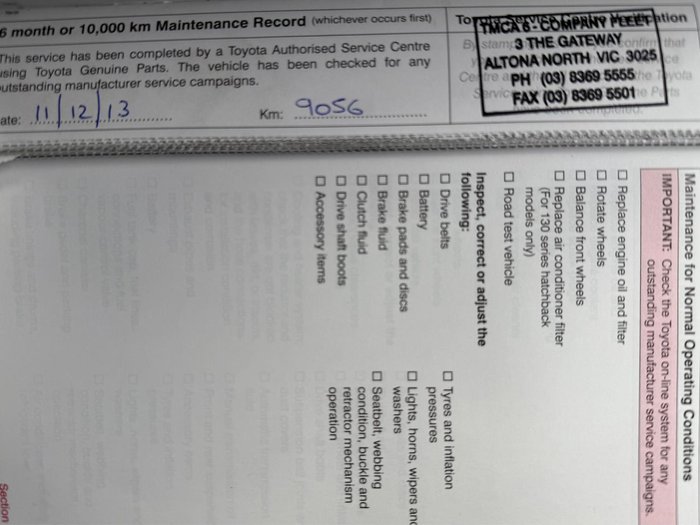 6 month or 10,000 km Maintenance Record (whichever occurs first)
This service has been completed by a Toyota Authorised Service Centre
using Toyota Genuine Parts. The vehicle has been checked for any
outstanding manufacturer service campaigns.
ate: 11/12/13 Km: 9056
Toyota Service Centre
By stamp confirm that
TMCA 6 - COMPANY FLEET
3 THE GATEWAY
ALTONA NORTH VIC 3025
PH (03) 8369 5555
FAX (03) 8369 5501
Maintenance for Normal Operating Conditions
IMPORTANT: Check the Toyota on-line system for any
outstanding manufacturer service campaigns.
Replace engine oil and filter
Rotate wheels
Balance front wheels
Replace air conditioner filter
(For 130 series hatchback
models only)
Road test vehicle
Inspect, correct or adjust the
following:
Drive belts
Battery
Brake pads and discs
Brake fluid
Clutch fluid
Drive shaft boots
Accessory items
Tyres and inflation
pressures
Lights, horns, wipers and
washers
Seatbelt, webbing
condition, buckle and
retractor mechanism
operation
Section